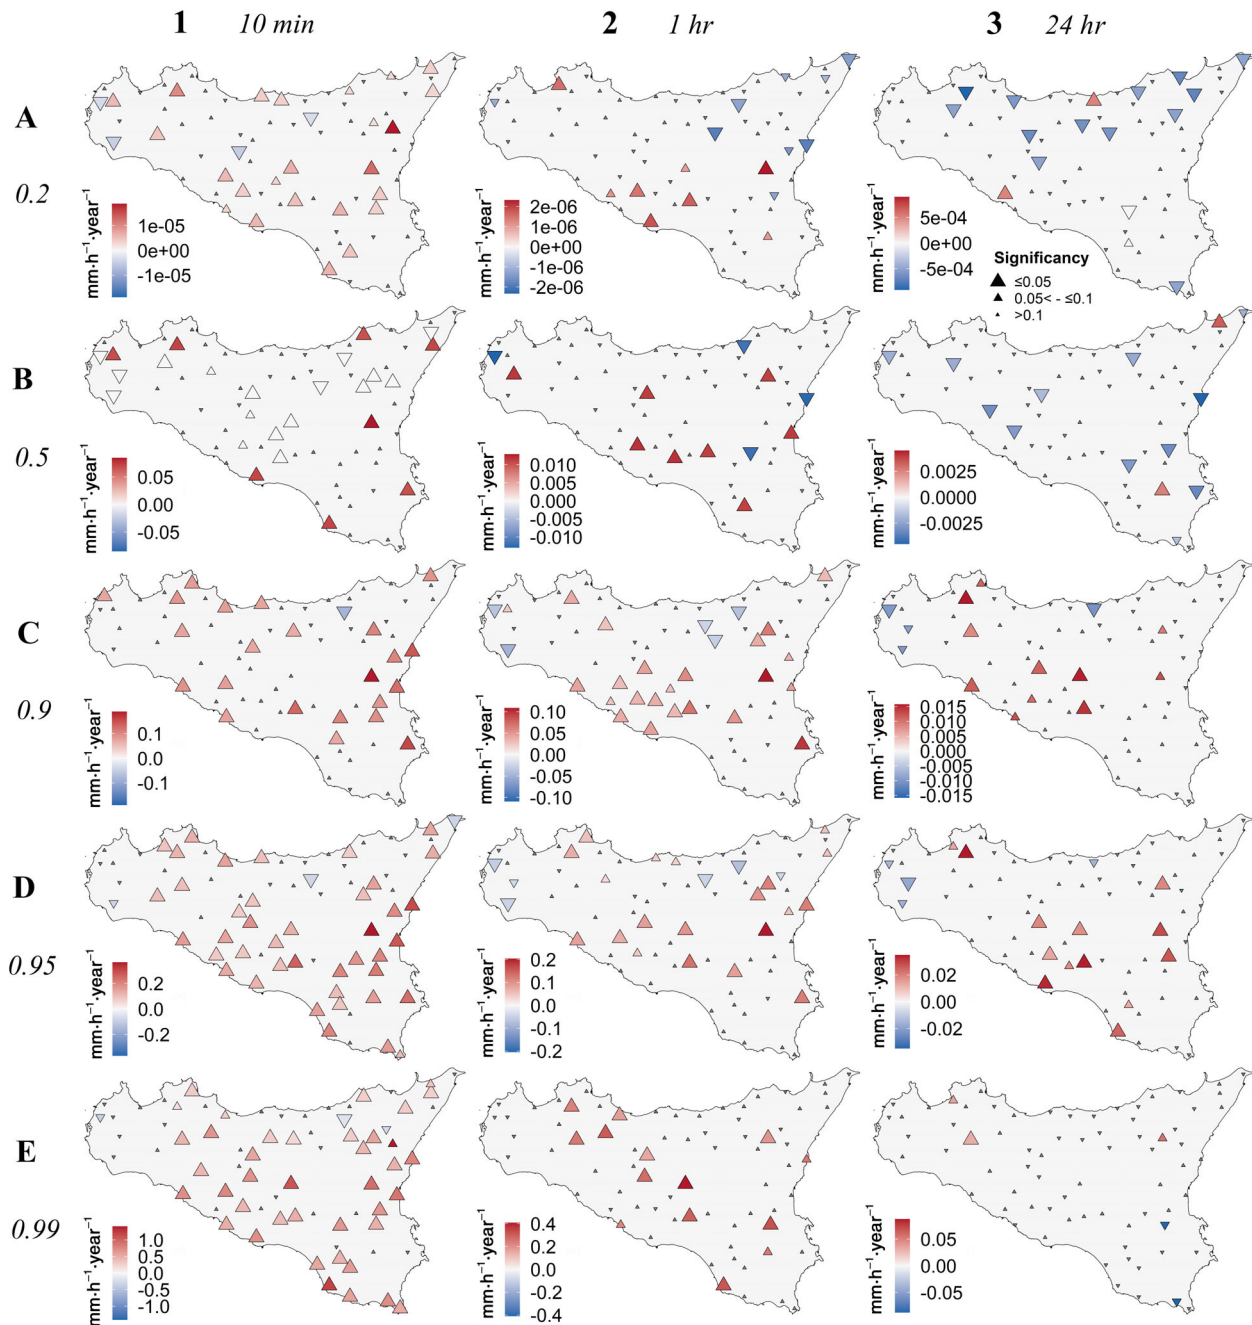 1 10 min 2 1 hr 3 24 hr
A
0.2
mm·h⁻¹·year⁻¹
1e-05
0e+00
-1e-05
mm·h⁻¹·year⁻¹
2e-06
1e-06
0e+00
-1e-06
-2e-06
mm·h⁻¹·year⁻¹
5e-04
0e+00
-5e-04
Significancy
≤0.05
0.05< - ≤0.1
>0.1
B
0.5
mm·h⁻¹·year⁻¹
0.05
0.00
-0.05
mm·h⁻¹·year⁻¹
0.010
0.005
0.000
-0.005
-0.010
mm·h⁻¹·year⁻¹
0.0025
0.0000
-0.0025
C
0.9
mm·h⁻¹·year⁻¹
0.1
0.0
-0.1
mm·h⁻¹·year⁻¹
0.10
0.05
0.00
-0.05
-0.10
mm·h⁻¹·year⁻¹
0.015
0.010
0.005
0.000
-0.005
-0.010
-0.015
D
0.95
mm·h⁻¹·year⁻¹
0.2
0.0
-0.2
mm·h⁻¹·year⁻¹
0.2
0.1
0.0
-0.1
-0.2
mm·h⁻¹·year⁻¹
0.02
0.00
-0.02
E
0.99
mm·h⁻¹·year⁻¹
1.0
0.5
0.0
-0.5
-1.0
mm·h⁻¹·year⁻¹
0.4
0.2
0.0
-0.2
-0.4
mm·h⁻¹·year⁻¹
0.05
0.00
-0.05